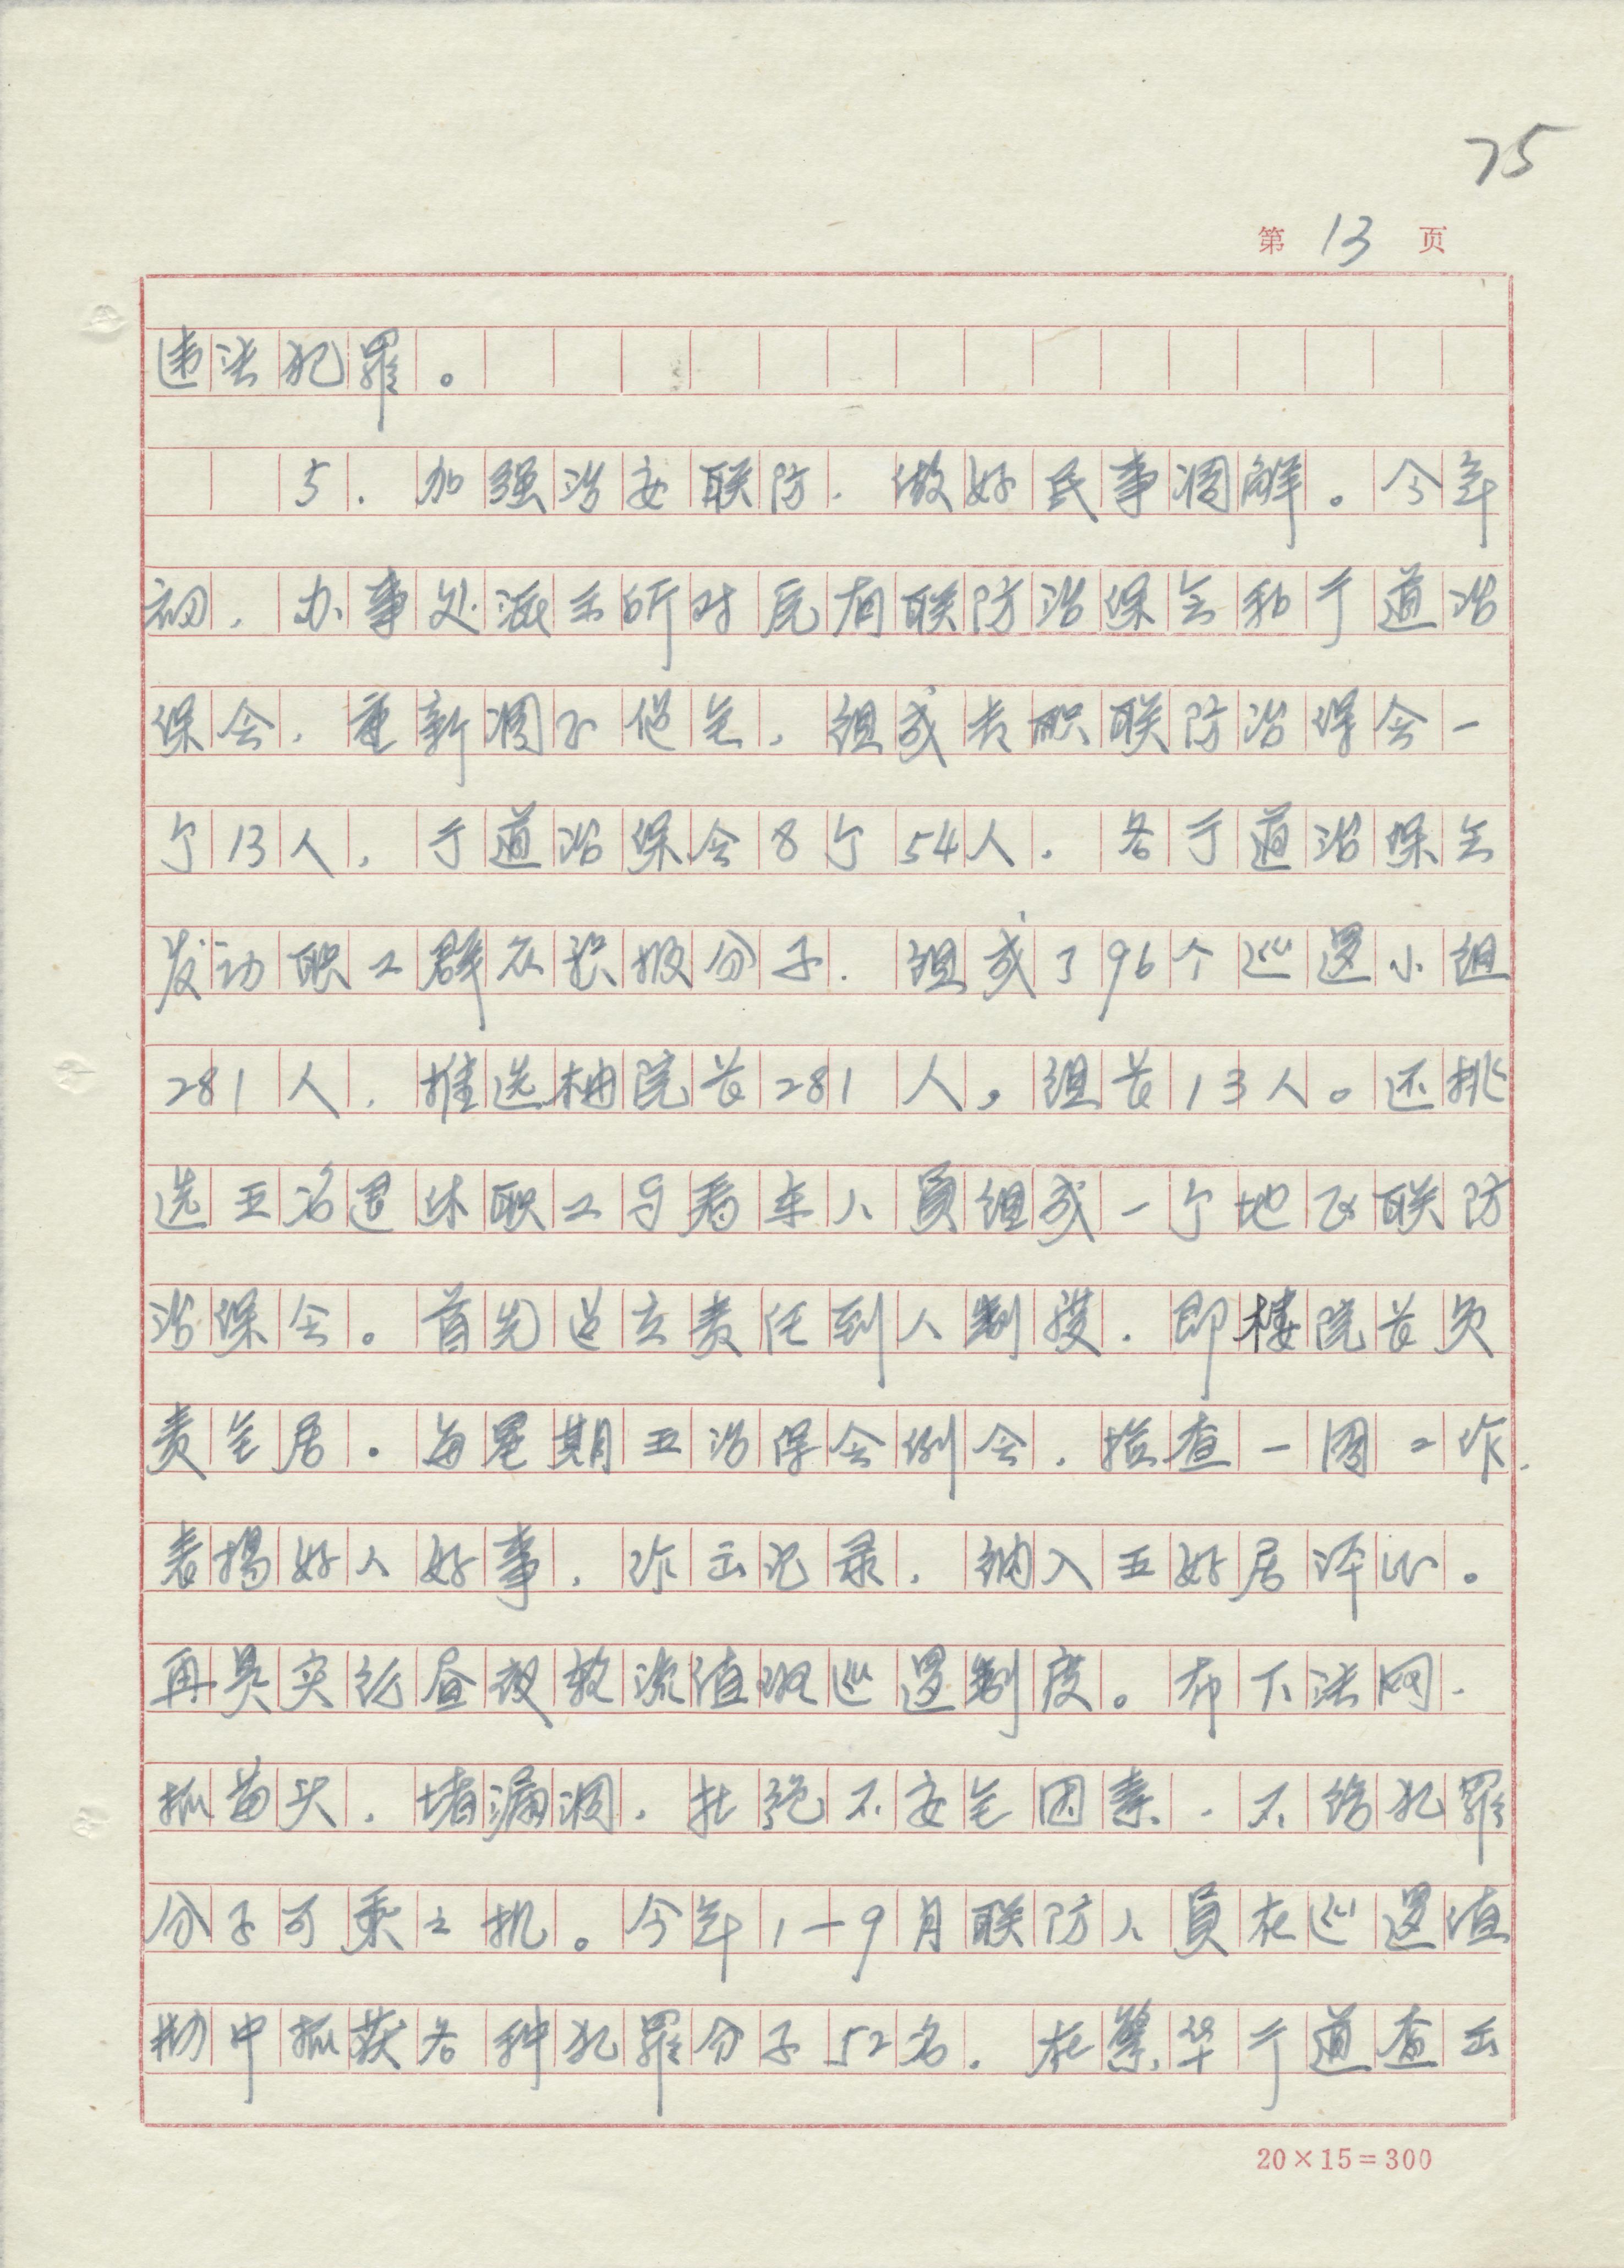 75
第 13 页
违法犯罪。
5. 加强治安联防，做好民事调解。今年
初，办事处派出所对原有联防治保会和亍道治
保会，重新调了健全，组成专职联防治保会一
个13人，亍道治保会8个54人，各亍道治保会
发动职工群众积极分子，组成了96个巡逻小组
281人，推选楼院长281人，组长13人。还挑
选五名退休职工与看车人员组成一个地区联防
治保会。首先建立责任到人制度，即楼院长负
责全居。每星期五治保会例会，检查一周工作，
表扬好人好事，作出记录，纳入五好居评比。
再是实行昼夜轮流值班巡逻制度。布下法网，
抓苗头，堵漏洞，杜绝不安全因素，不给犯罪
分子可乘之机。今年1—9月联防人员在巡逻值
勤中抓获各种犯罪分子52名，在繁华亍道查出
20×15=300